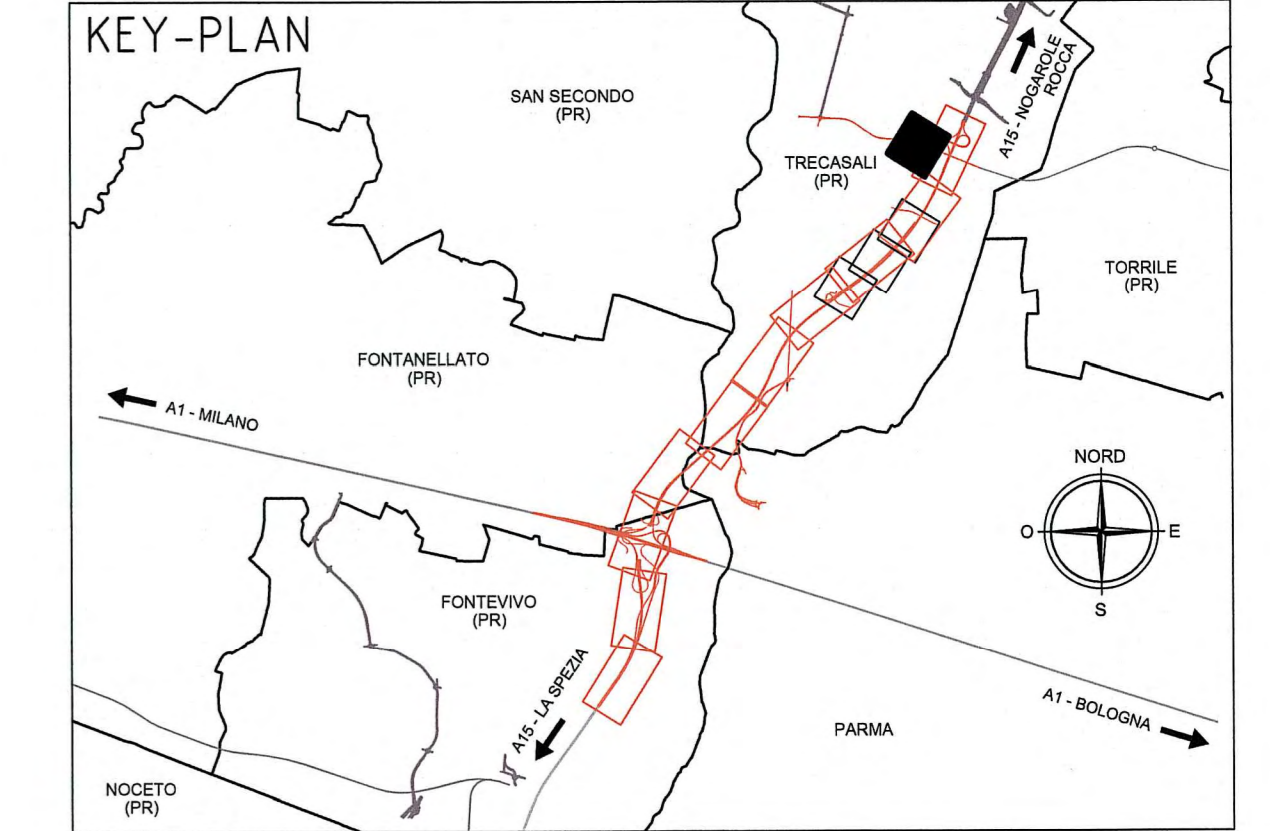 KEY-PLAN
SAN SECONDO
(PR)
A15 - NOGAROLE
ROCCA
TRECASALI
(PR)
TORRILE
(PR)
FONTANELLATO
(PR)
A1 - MILANO
NORD
O
E
S
FONTEVIVO
(PR)
A15 - LA SPEZIA
A1 - BOLOGNA
PARMA
NOCETO
(PR)